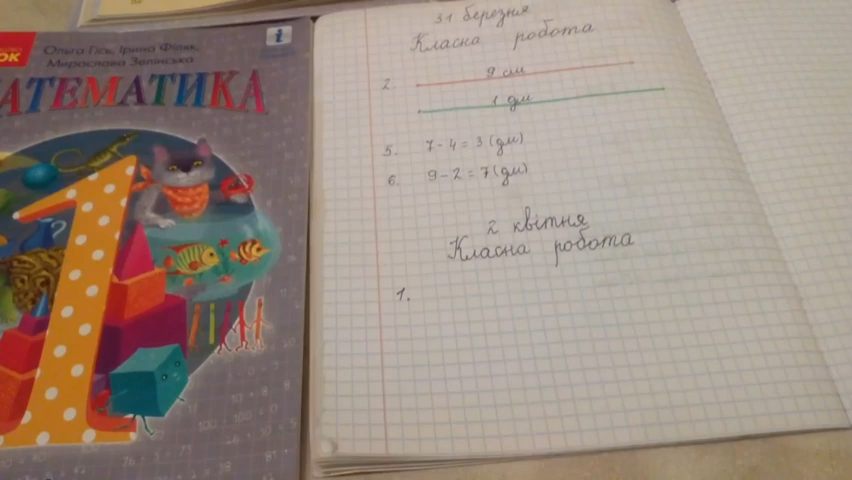 Ольга Гісь, Ірина Філяк,
Мирослава Зелінська
АТЕМАТИКА
1
31 березня
Класна робота
2. 9 см
1 дм
5. 7 - 4 = 3 (дм)
6. 9 - 2 = 7 (дм)
2 квітня
Класна робота
1.